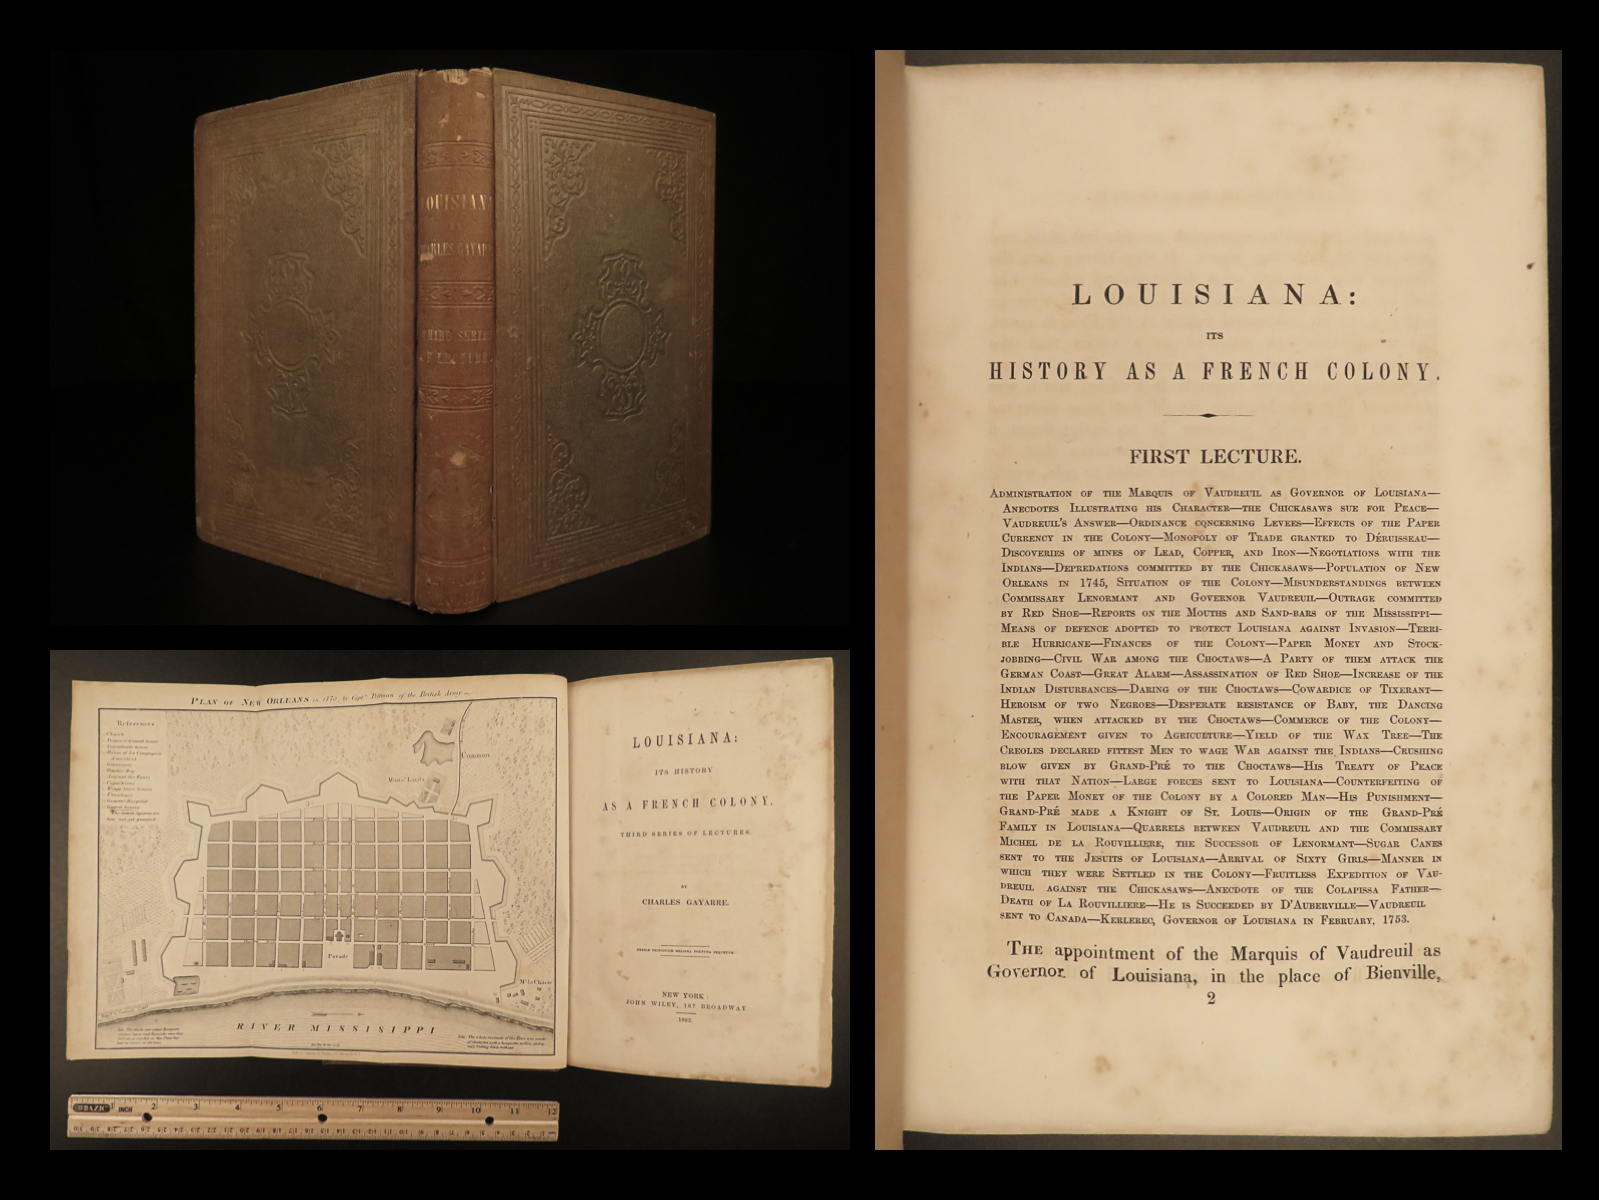 OUISIAN
BY
ARLES GAYAR
HIRD SERIE
F LECTURE
PLAN OF NEW ORLEANS in 1770, by Capt.n Pittman of the British Army
References
Church
General Hospital
Common
Parade
RIVER MISSISIPPI
LOUISIANA:
ITS HISTORY
AS A FRENCH COLONY.
THIRD SERIES OF LECTURES.
BY
CHARLES GAYARRE.
NEW YORK:
JOHN WILEY, 167 BROADWAY
1852.
INCH 1 2 3 4 5 6 7 8 9 10 11 12
LOUISIANA:
ITS
HISTORY AS A FRENCH COLONY.
FIRST LECTURE.
Administration of the Marquis of Vaudreuil as Governor of Louisiana—
Anecdotes Illustrating his Character—the Chickasaws sue for Peace—
Vaudreuil's Answer—Ordinance concerning Levees—Effects of the Paper
Currency in the Colony—Monopoly of Trade granted to Déruisseau—
Discoveries of mines of Lead, Copper, and Iron—Negotiations with the
Indians—Depredations committed by the Chickasaws—Population of New
Orleans in 1745, Situation of the Colony—Misunderstandings between
Commissary Lenormant and Governor Vaudreuil—Outrage committed
by Red Shoe—Reports on the Mouths and Sand-bars of the Mississippi—
Means of defence adopted to protect Louisiana against Invasion—Terri-
ble Hurricane—Finances of the Colony—Paper Money and Stock-
jobbing—Civil War among the Choctaws—A Party of them attack the
German Coast—Great Alarm—Assassination of Red Shoe—Increase of the
Indian Disturbances—Daring of the Choctaws—Cowardice of Tixerant—
Heroism of two Negroes—Desperate resistance of Baby, the Dancing
Master, when attacked by the Choctaws—Commerce of the Colony—
Encouragement given to Agriculture—Yield of the Wax Tree—The
Creoles declared fittest Men to wage War against the Indians—Crushing
blow given by Grand-Pré to the Choctaws—His Treaty of Peace
with that Nation—Large forces sent to Louisiana—Counterfeiting of
the Paper Money of the Colony by a Colored Man—His Punishment—
Grand-Pré made a Knight of St. Louis—Origin of the Grand-Pré
Family in Louisiana—Quarrels between Vaudreuil and the Commissary
Michel de la Rouvilliere, the Successor of Lenormant—Sugar Canes
sent to the Jesuits of Louisiana—Arrival of Sixty Girls—Manner in
which they were Settled in the Colony—Fruitless Expedition of Vau-
dreuil against the Chickasaws—Anecdote of the Colapissa Father—
Death of La Rouvilliere—He is Succeeded by D'Auberville—Vaudreuil
sent to Canada—Kerlerec, Governor of Louisiana in February, 1753.
The appointment of the Marquis of Vaudreuil as
Governor of Louisiana, in the place of Bienville,
2